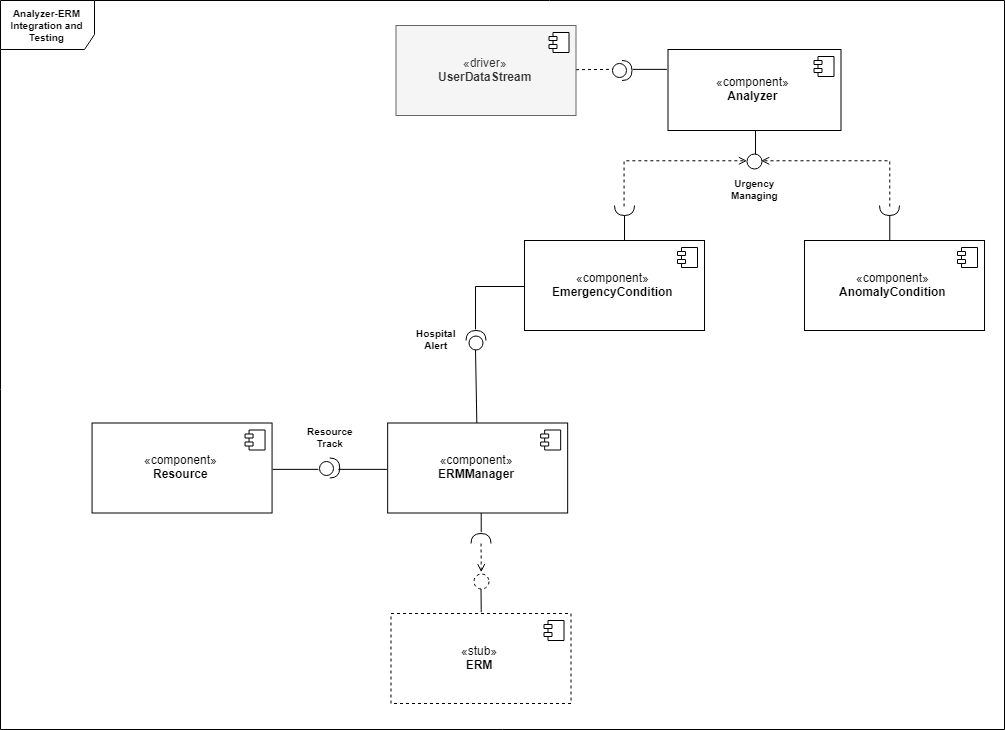 Analyzer-ERM
Integration and
Testing
«driver»
UserDataStream
«component»
Analyzer
Urgency
Managing
«component»
EmergencyCondition
«component»
AnomalyCondition
Hospital
Alert
«component»
Resource
Resource
Track
«component»
ERMManager
«stub»
ERM